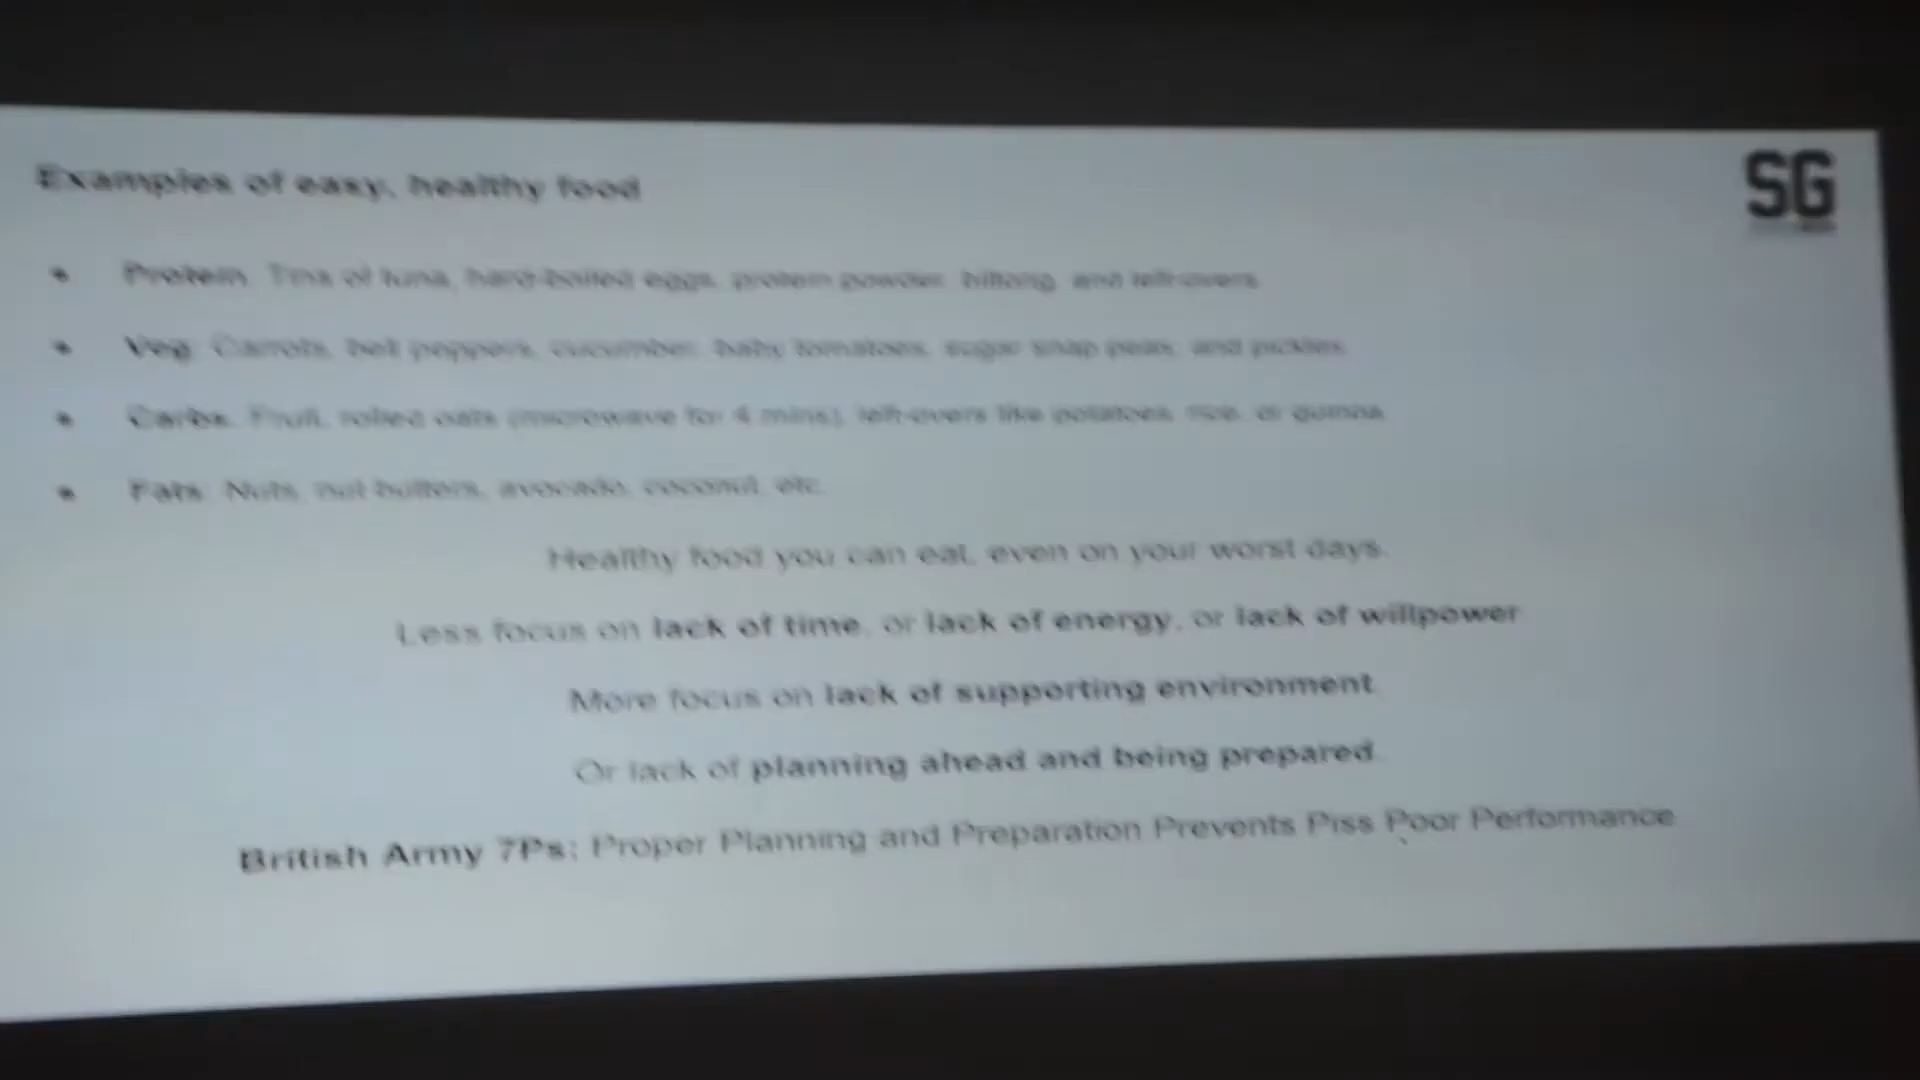 Examples of easy, healthy food
SG
Protein: Tins of tuna, hard-boiled eggs, protein powder, biltong, and left-overs
Veg: Carrots, bell peppers, cucumber, baby tomatoes, sugar snap peas, and pickles
Carbs: Fruit, rolled oats (microwave for 4 mins), left-overs like potatoes, rice, or quinoa
Fats: Nuts, nut-butters, avocado, coconut, etc.
Healthy food you can eat, even on your worst days.
Less focus on lack of time, or lack of energy, or lack of willpower
More focus on lack of supporting environment
Or lack of planning ahead and being prepared.
British Army 7Ps: Proper Planning and Preparation Prevents Piss Poor Performance